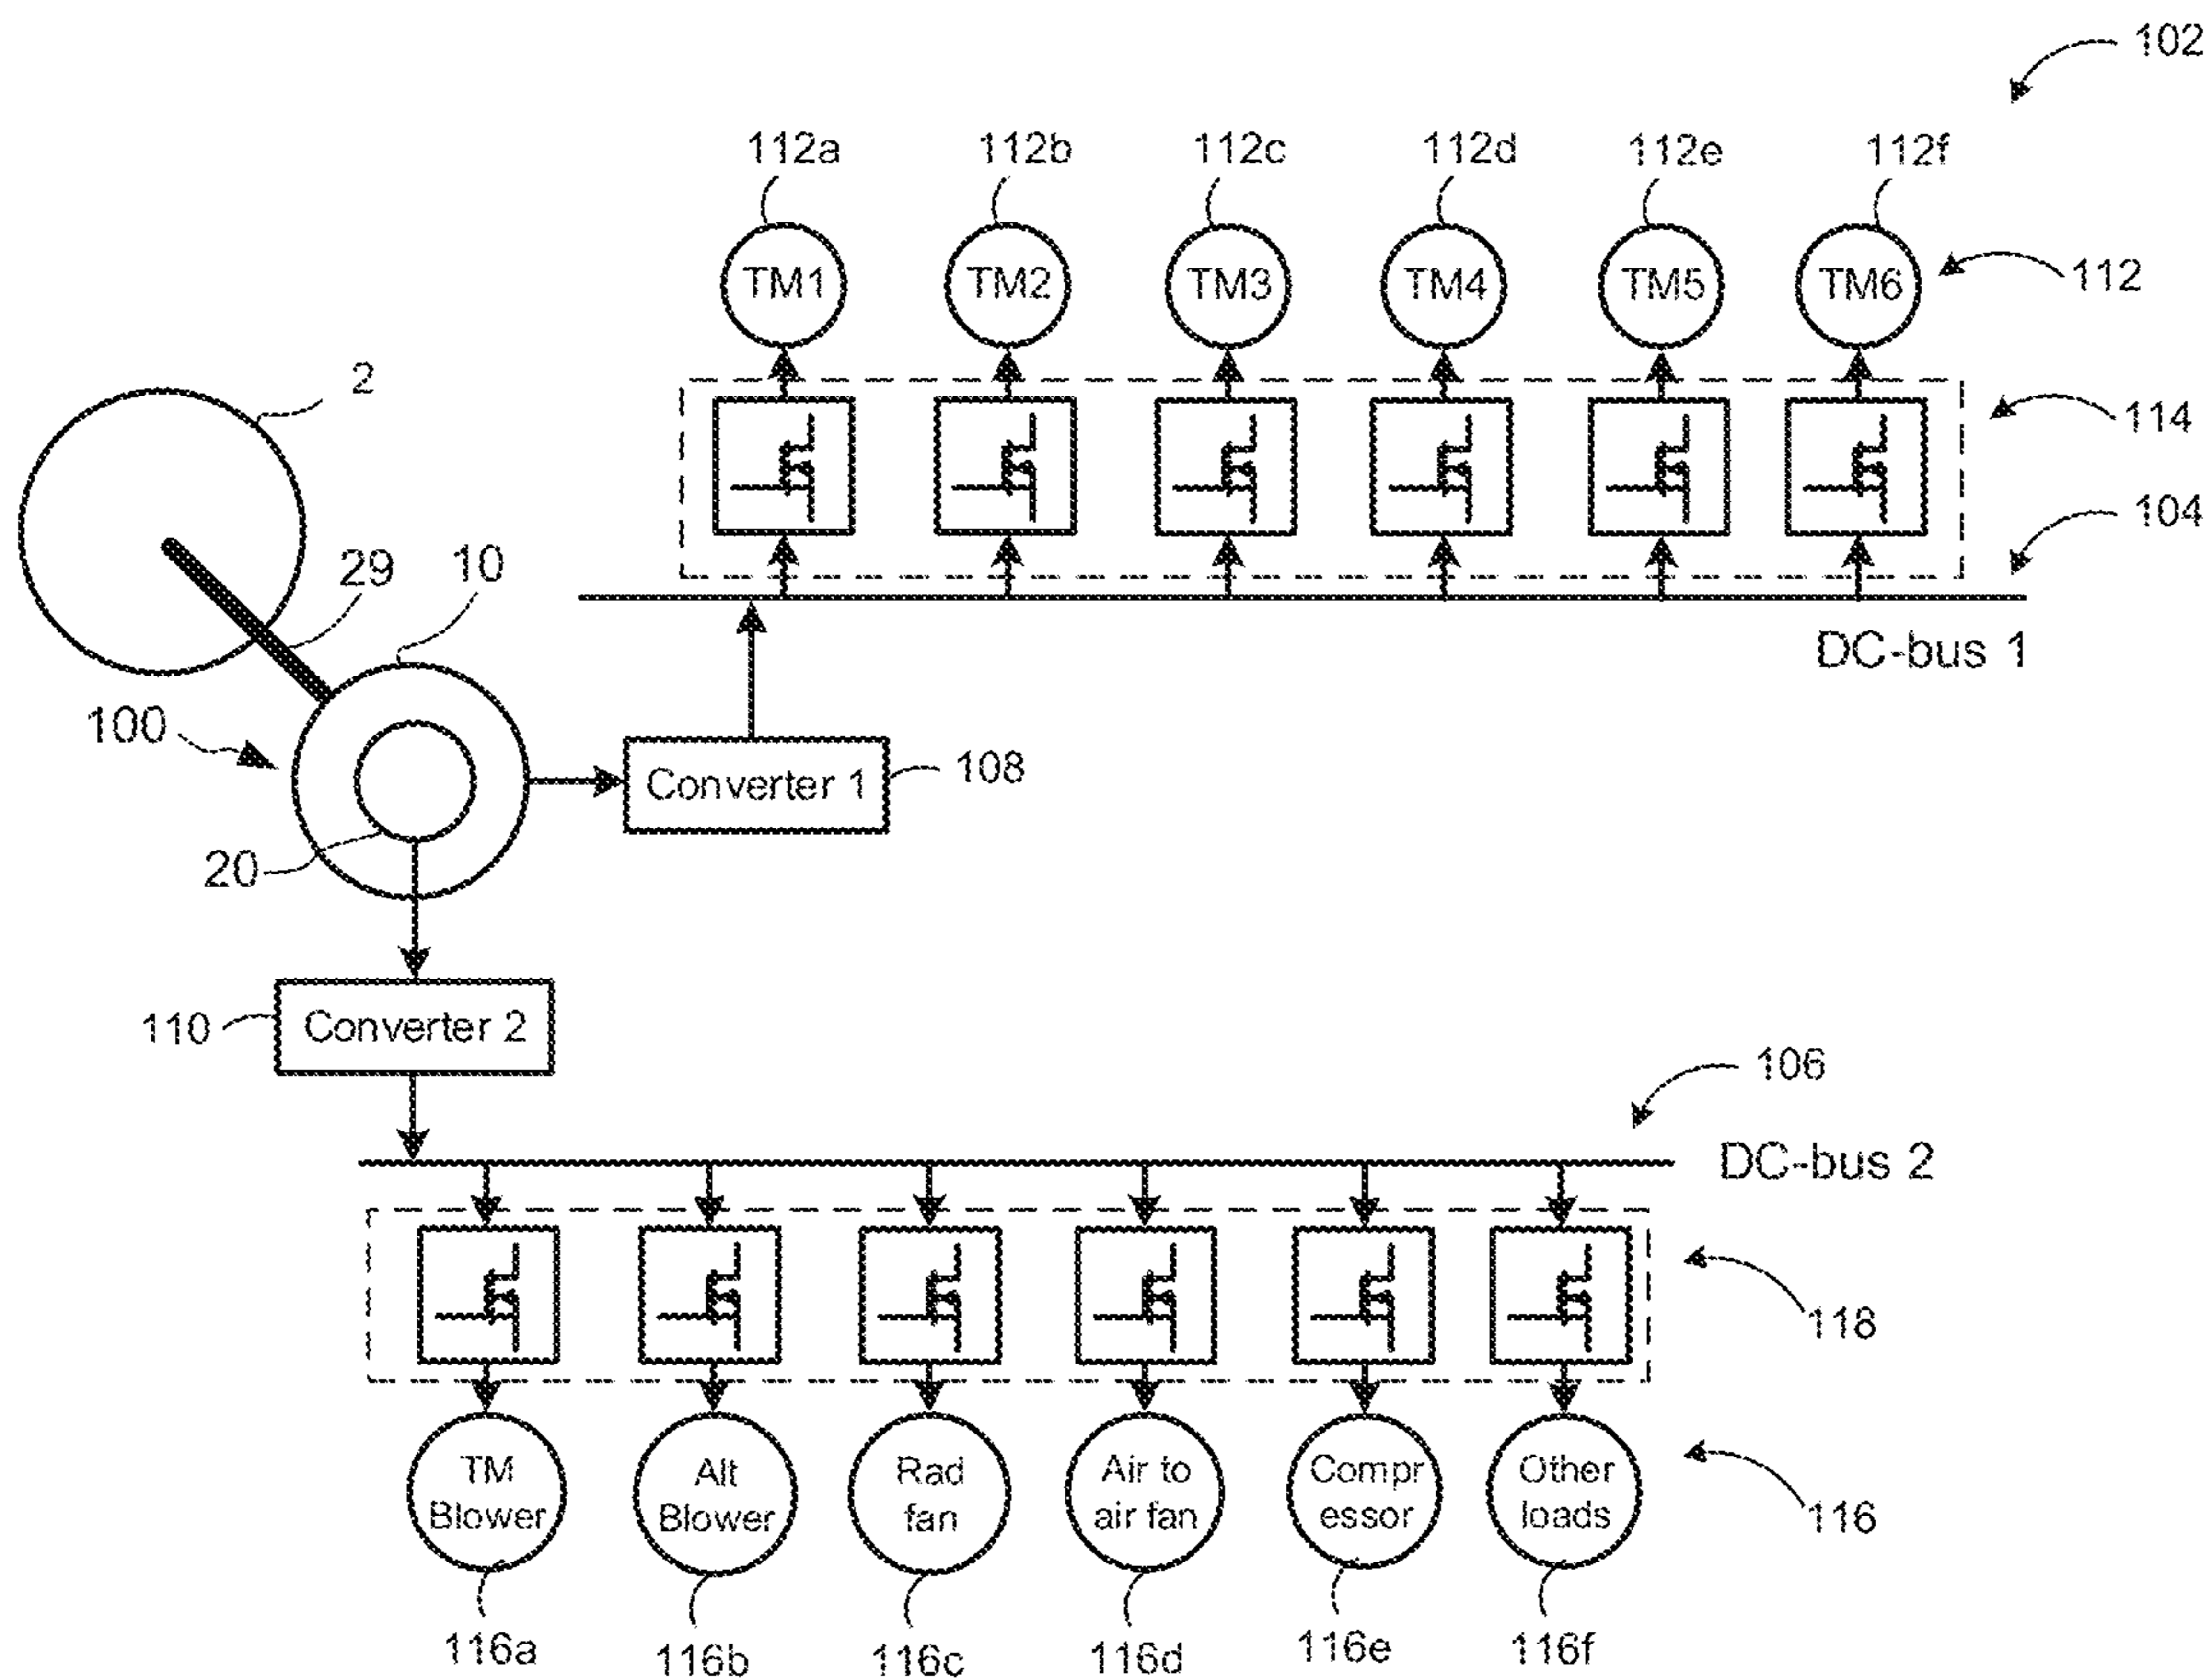 102
112a 112b 112c 112d 112e 112f
TM1 TM2 TM3 TM4 TM5 TM6 112
2
114
104
29 10
DC-bus 1
100
Converter 1 108
20
110 Converter 2
106
DC-bus 2
118
TM Blower
Alt Blower
Rad fan
Air to air fan
Compr essor
Other loads
116
116a 116b 116c 116d 116e 116f